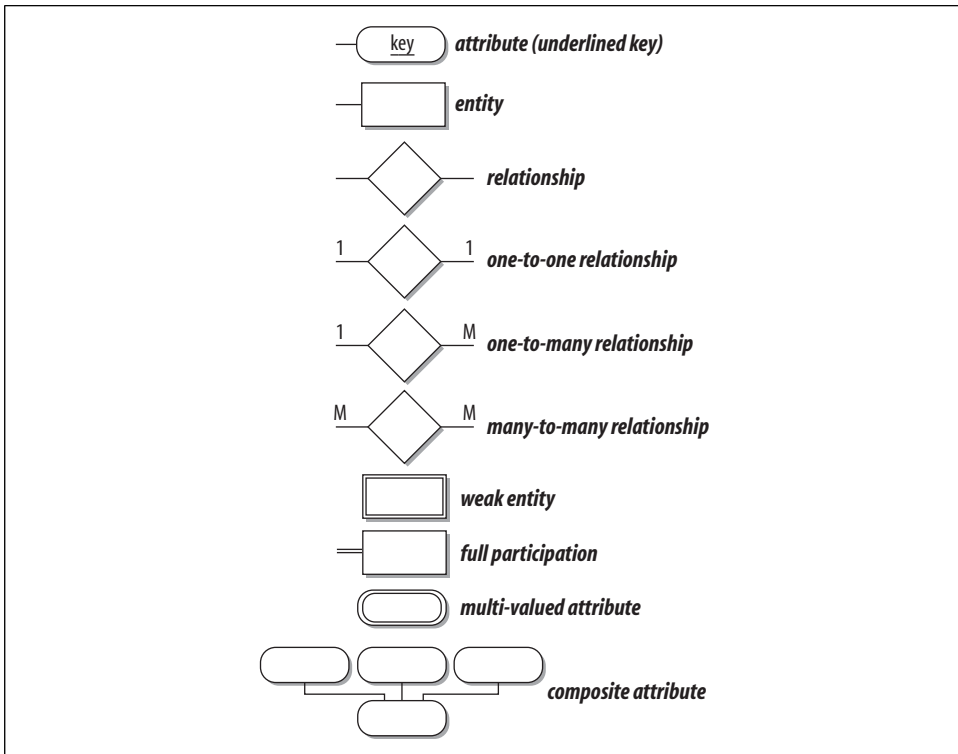 key attribute (underlined key)
entity
relationship
1 1 one-to-one relationship
1 M one-to-many relationship
M M many-to-many relationship
weak entity
full participation
multi-valued attribute
composite attribute